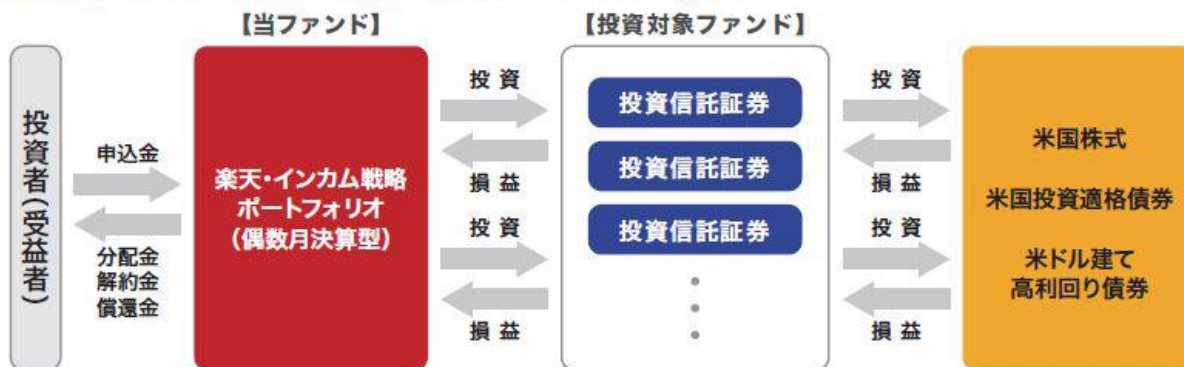 【当ファンド】
【投資対象ファンド】
投資者(受益者)
申込金
分配金
解約金
償還金
楽天・インカム戦略
ポートフォリオ
(偶数月決算型)
投資
損益
投資
損益
投資信託証券
投資信託証券
投資信託証券
投資
損益
投資
損益
米国株式
米国投資適格債券
米ドル建て
高利回り債券